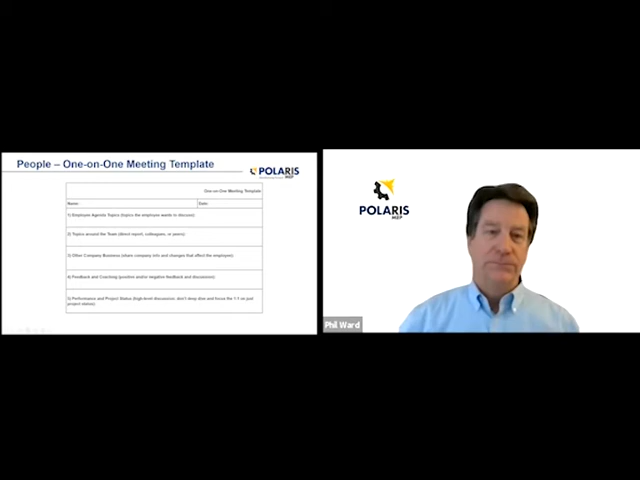 People – One-on-One Meeting Template
POLARIS
MEP
One-on-One Meeting Template
Name:
Date:
1) Employee Agenda Topics (topics the employee wants to discuss):
2) Topics around the Team (direct report, colleagues, or peers):
3) Other Company Business (share company info and changes that affect the employee):
4) Feedback and Coaching (positive and/or negative feedback and discussion):
5) Performance and Project Status (high-level discussion: don't deep dive and focus the 1:1 on just
project status):
POLARIS
MEP
Phil Ward